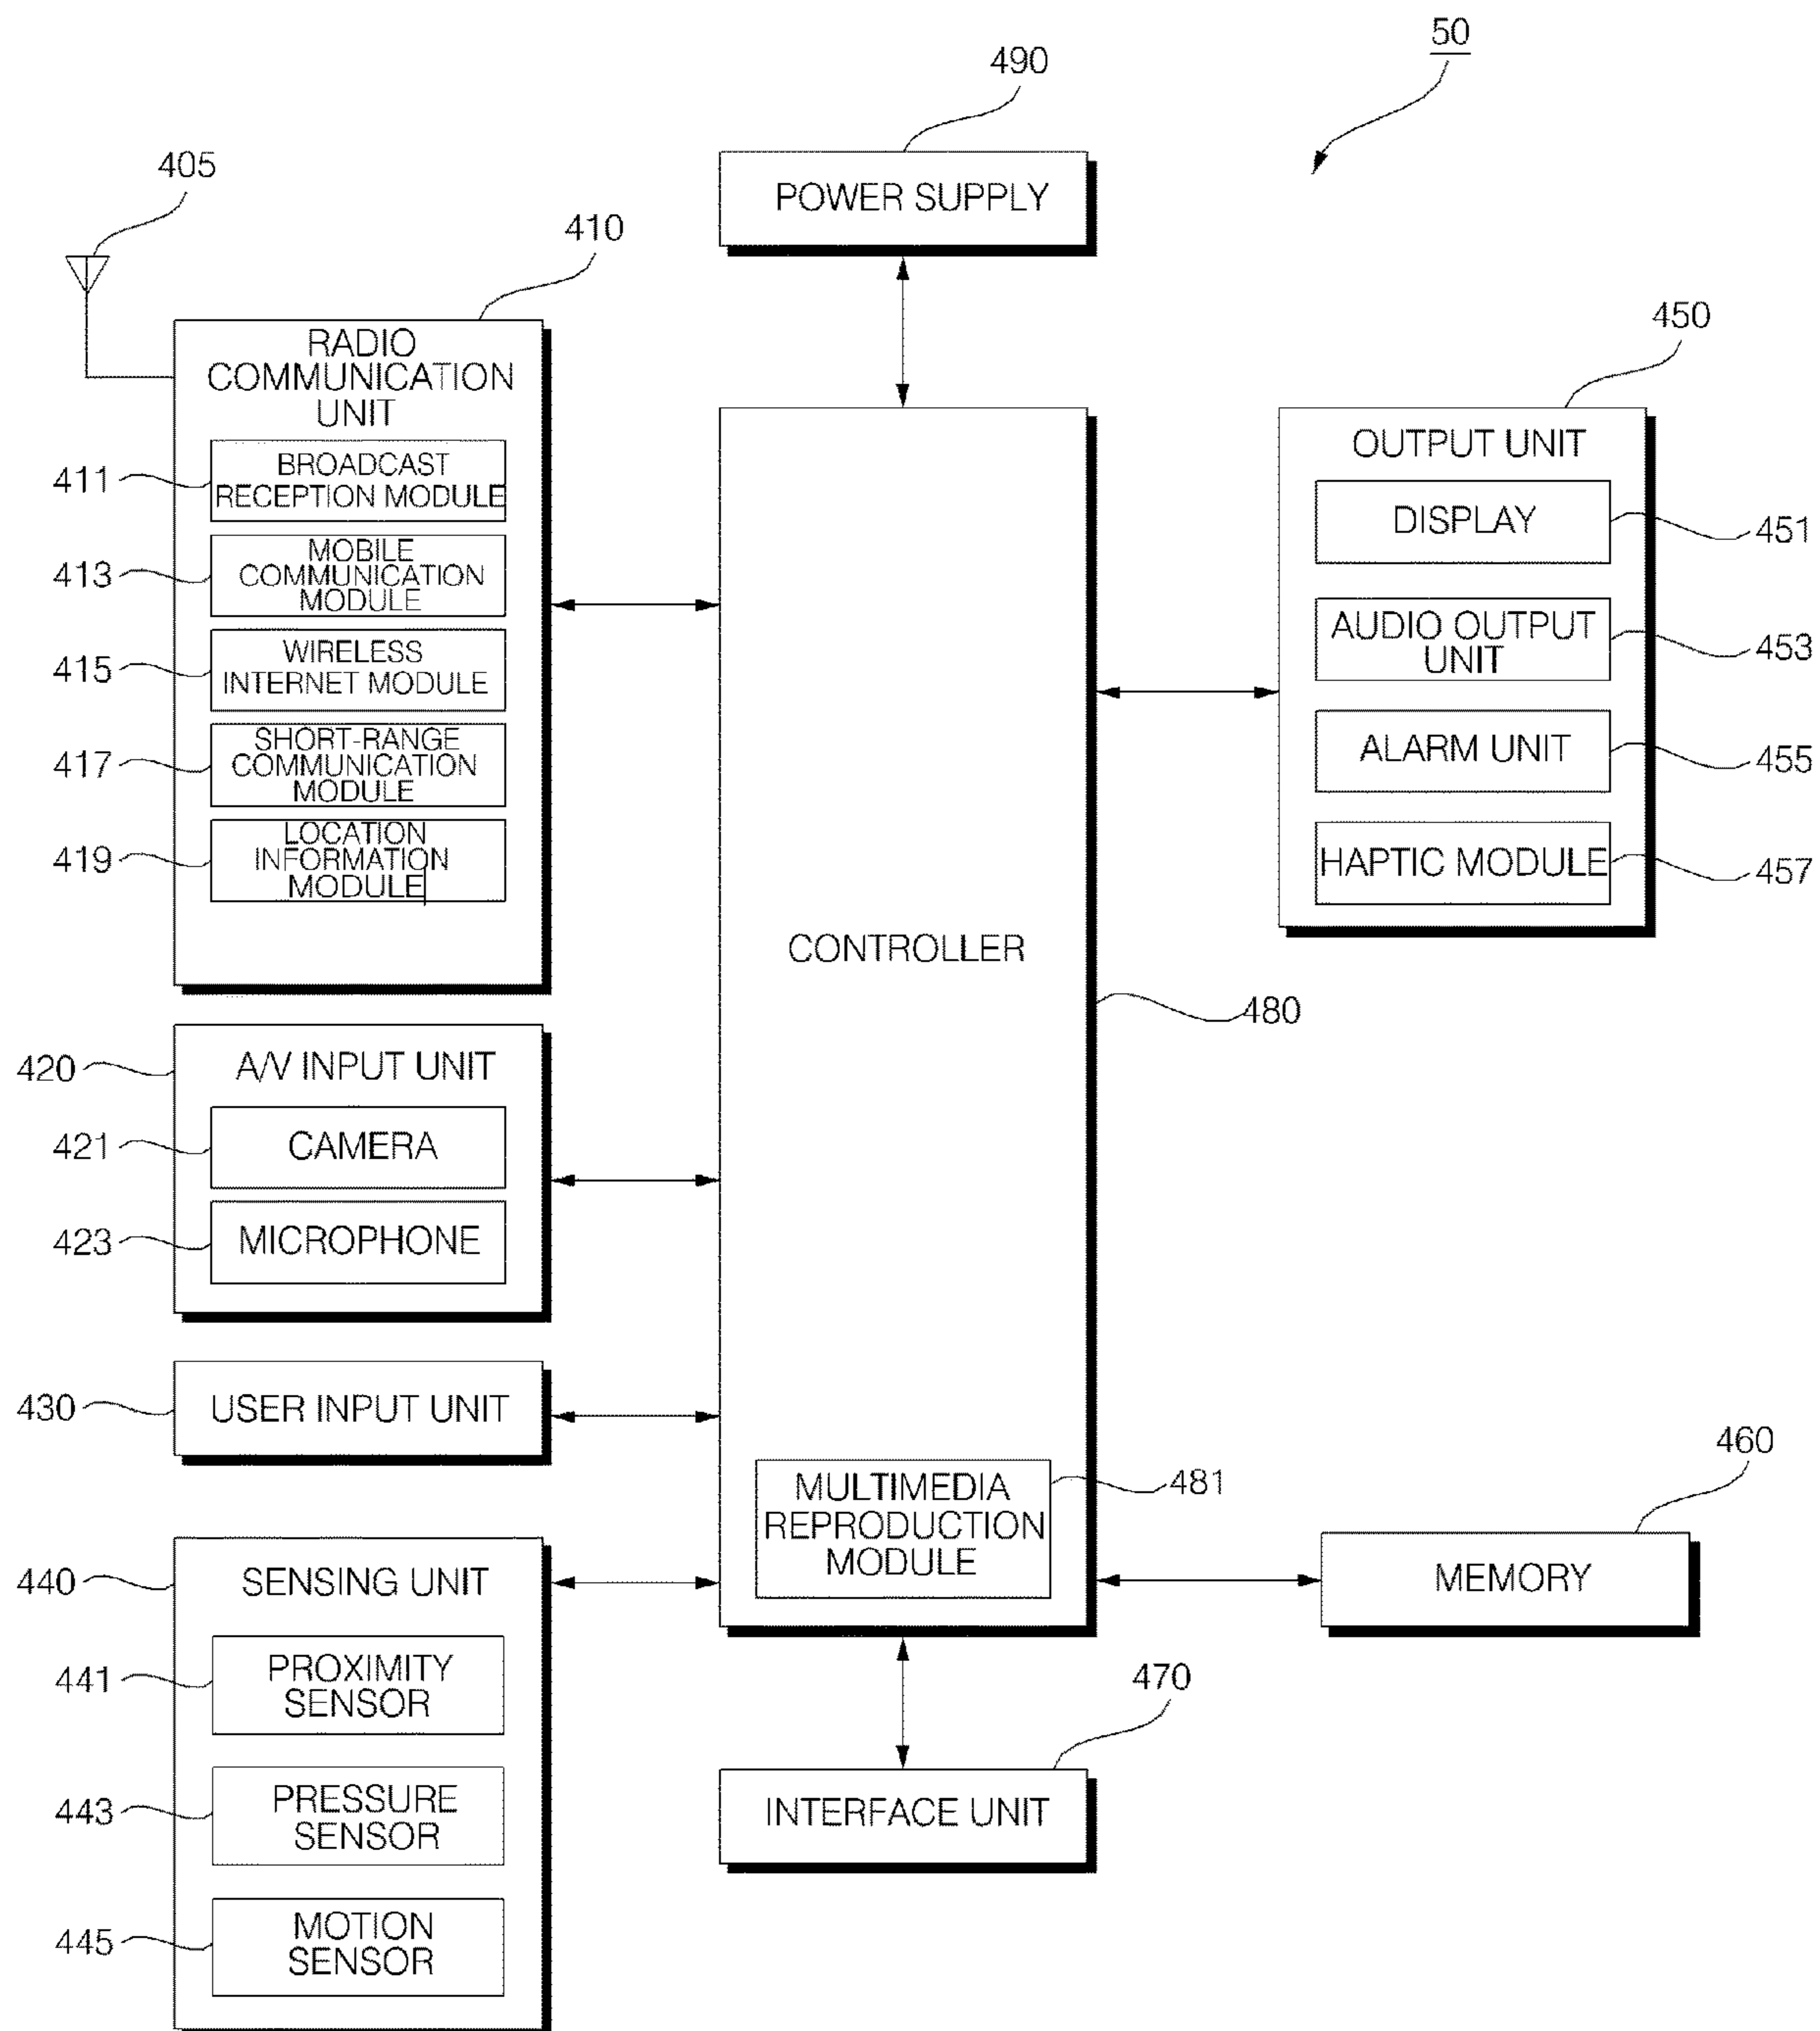 50
490
POWER SUPPLY
405
410
RADIO
COMMUNICATION
UNIT
411
BROADCAST
RECEPTION MODULE
413
MOBILE
COMMUNICATION
MODULE
415
WIRELESS
INTERNET MODULE
417
SHORT-RANGE
COMMUNICATION
MODULE
419
LOCATION
INFORMATION
MODULE
420
A/V INPUT UNIT
421
CAMERA
423
MICROPHONE
430
USER INPUT UNIT
440
SENSING UNIT
441
PROXIMITY
SENSOR
443
PRESSURE
SENSOR
445
MOTION
SENSOR
CONTROLLER
480
MULTIMEDIA
REPRODUCTION
MODULE
481
450
OUTPUT UNIT
DISPLAY
451
AUDIO OUTPUT
UNIT
453
ALARM UNIT
455
HAPTIC MODULE
457
460
MEMORY
470
INTERFACE UNIT